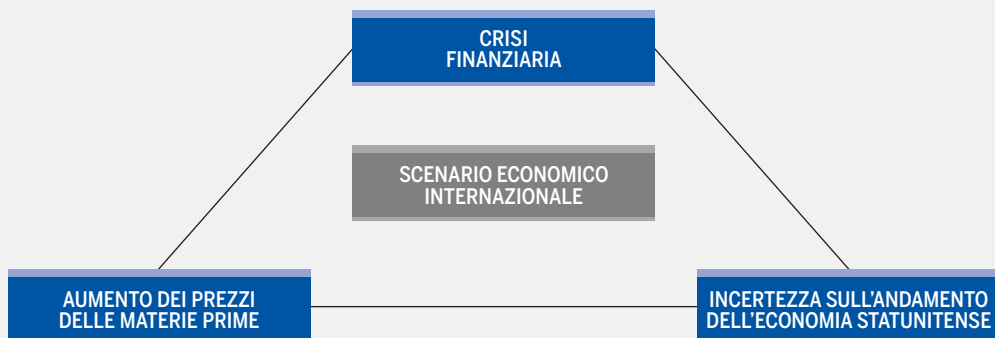 CRISI
FINANZIARIA
SCENARIO ECONOMICO
INTERNAZIONALE
AUMENTO DEI PREZZI
DELLE MATERIE PRIME
INCERTEZZA SULL'ANDAMENTO
DELL'ECONOMIA STATUNITENSE